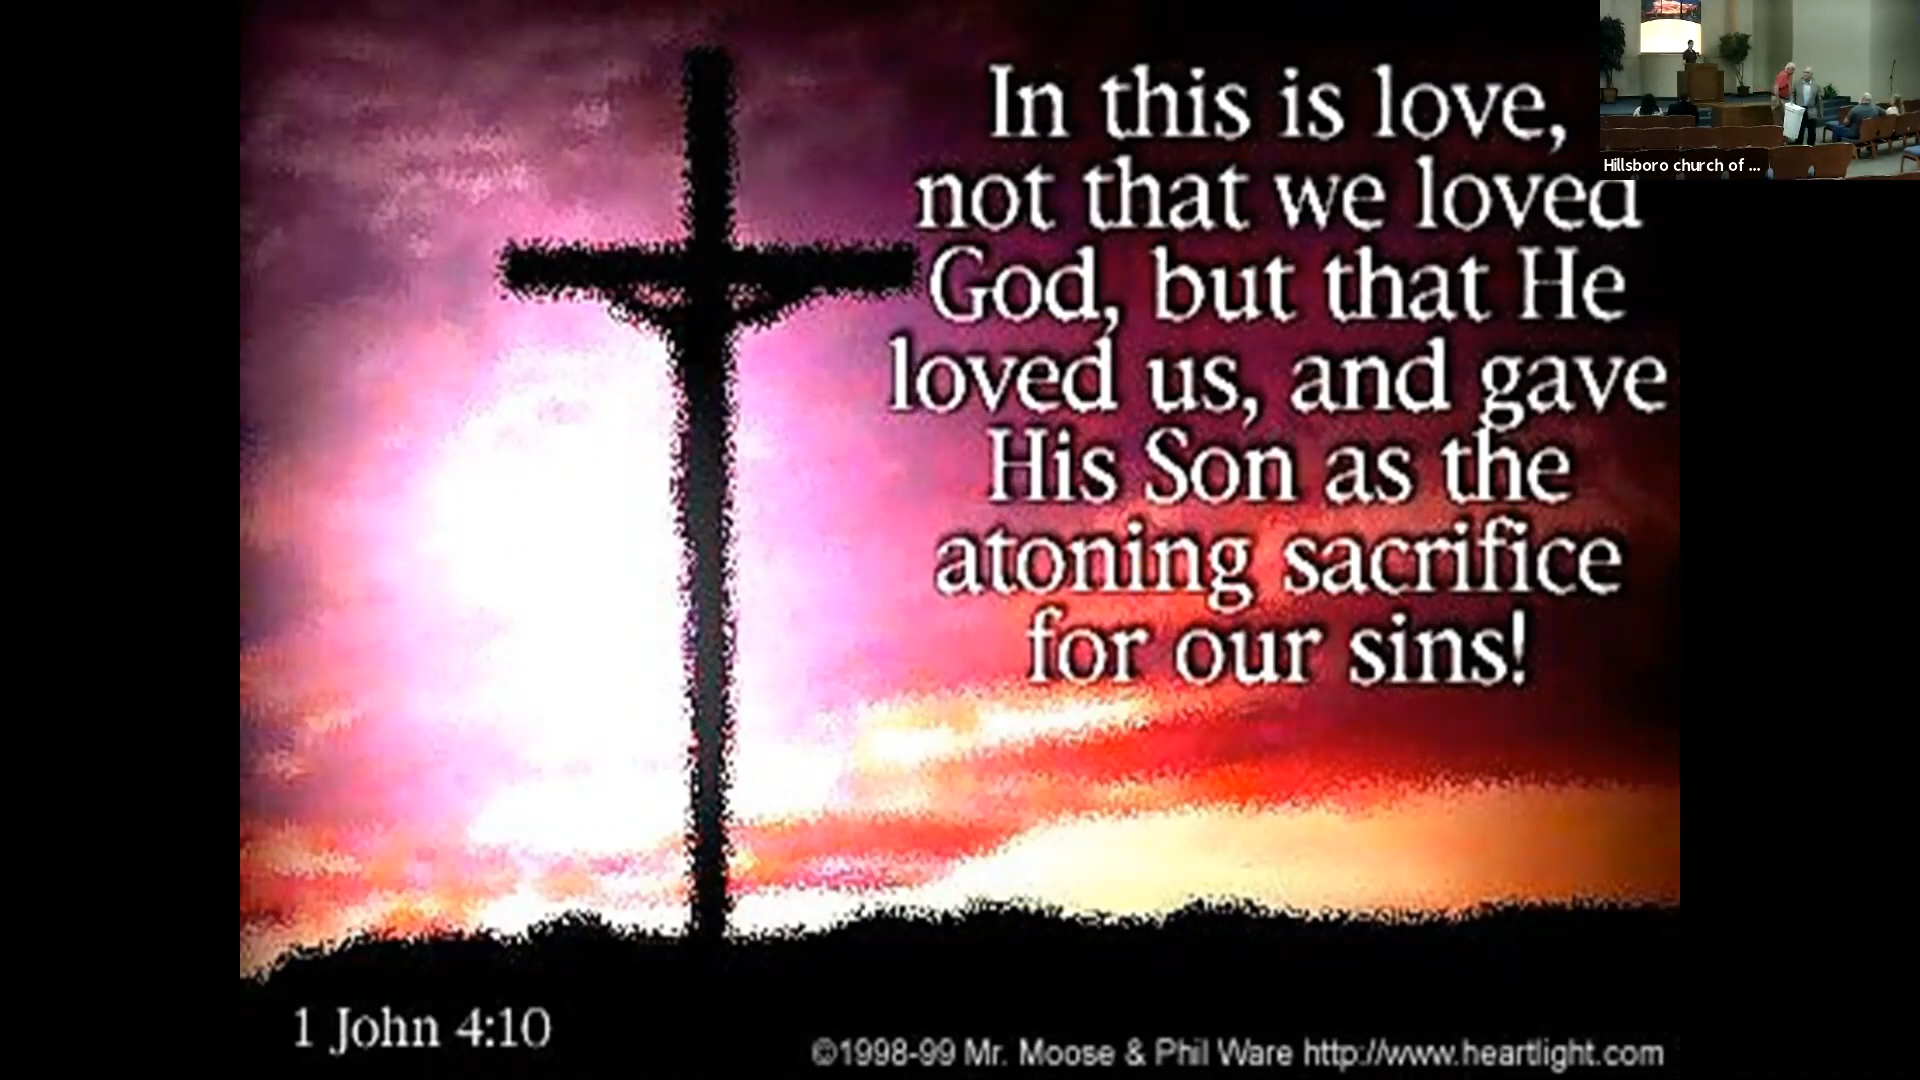 In this is love,
not that we loved
God, but that He
loved us, and gave
His Son as the
atoning sacrifice
for our sins!
1 John 4:10
©1998-99 Mr. Moose & Phil Ware http://www.heartlight.com
Hillsboro church of ...